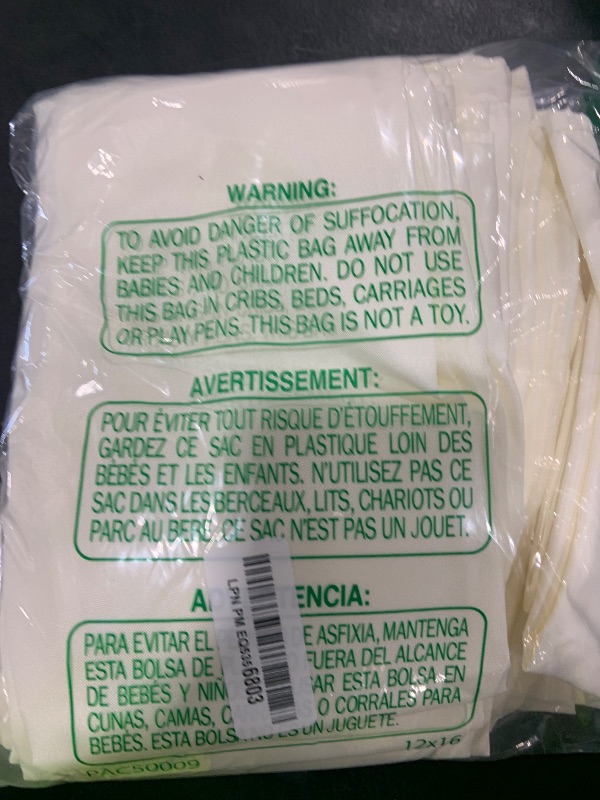 WARNING:
TO AVOID DANGER OF SUFFOCATION,
KEEP THIS PLASTIC BAG AWAY FROM
BABIES AND CHILDREN. DO NOT USE
THIS BAG IN CRIBS, BEDS, CARRIAGES
OR PLAY PENS. THIS BAG IS NOT A TOY.
AVERTISSEMENT:
POUR ÉVITER TOUT RISQUE D'ÉTOUFFEMENT,
GARDEZ CE SAC EN PLASTIQUE LOIN DES
BÉBÉS ET LES ENFANTS. N'UTILISEZ PAS CE
SAC DANS LES BERCEAUX, LITS, CHARIOTS OU
PARC AU BÉBÉ. CE SAC N'EST PAS UN JOUET.
PARA EVITAR EL DE ASFIXIA, MANTENGA
ESTA BOLSA DE FUERA DEL ALCANCE
DE BEBÉS Y ESTA BOLSA EN
CUNAS, CAMAS, O CORRALES PARA
BEBÉS. ESTA NO ES UN JUGUETE.
12x16
PAC50009
LPN PM EQ5356803